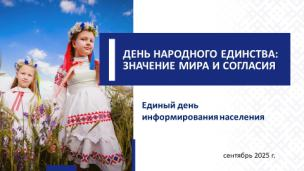 ДЕНЬ НАРОДНОГО ЕДИНСТВА:
ЗНАЧЕНИЕ МИРА И СОГЛАСИЯ
Единый день
информирования населения
сентябрь 2025 г.